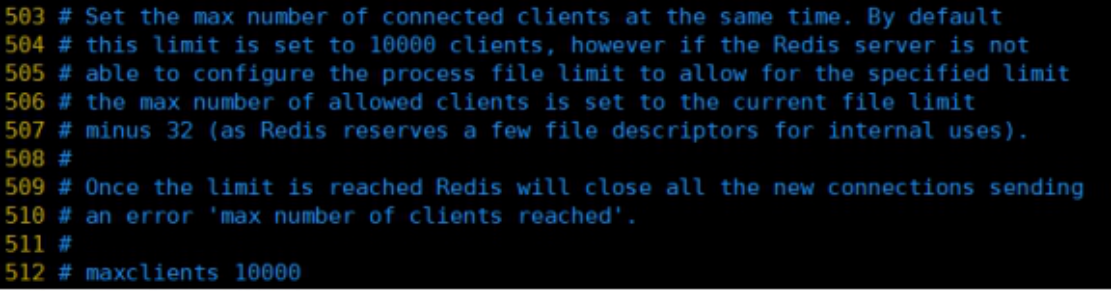 503 # Set the max number of connected clients at the same time. By default
504 # this limit is set to 10000 clients, however if the Redis server is not
505 # able to configure the process file limit to allow for the specified limit
506 # the max number of allowed clients is set to the current file limit
507 # minus 32 (as Redis reserves a few file descriptors for internal uses).
508 #
509 # Once the limit is reached Redis will close all the new connections sending
510 # an error 'max number of clients reached'.
511 #
512 # maxclients 10000